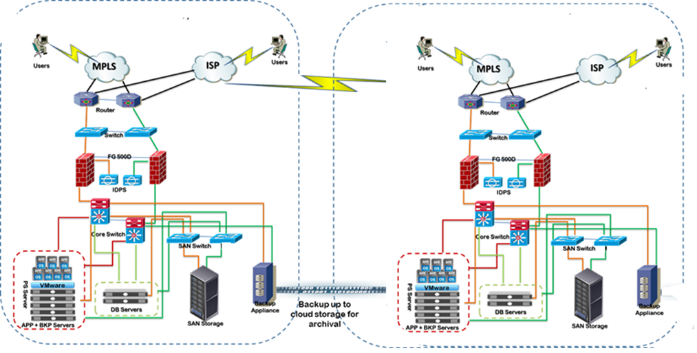 Users
MPLS
ISP
Users
Router
Switch
FG 500D
IDPS
Core Switch
SAN Switch
PS Server
VMware
DB Servers
APP + BKP Servers
SAN Storage
Backup
Appliance
Backup up to
cloud storage for
archival
Users
MPLS
ISP
Users
Router
Switch
FG 500D
IDPS
Core Switch
SAN Switch
PS Server
VMware
DB Servers
APP + BKP Servers
SAN Storage
Backup
Appliance